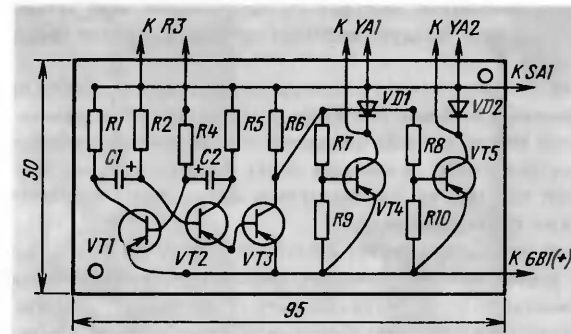 К R3
К YA1
К YA2
К SA1
VD1
VD2
R1
R2
R4
R5
R6
R7
R8
C1
+
+
C2
VT5
50
R9
VT4
R10
VT1
VT2
VT3
К GB1(+)
95